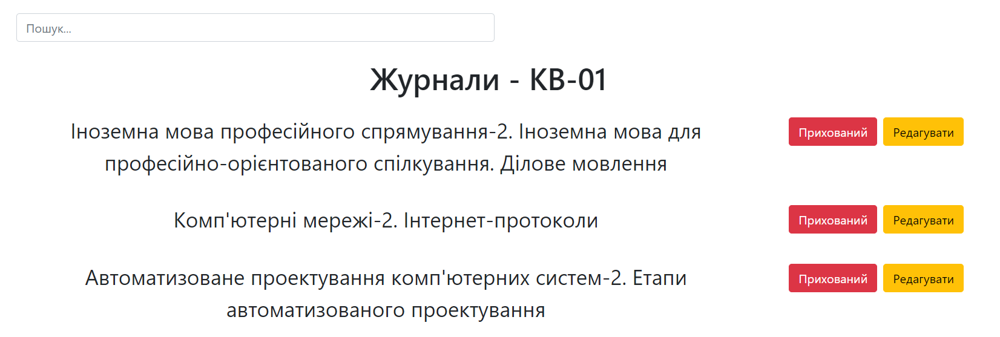 Пошук...
Журнали - КВ-01
Іноземна мова професійного спрямування-2. Іноземна мова для
професійно-орієнтованого спілкування. Ділове мовлення
Прихований
Редагувати
Комп'ютерні мережі-2. Інтернет-протоколи
Прихований
Редагувати
Автоматизоване проектування комп'ютерних систем-2. Етапи
автоматизованого проектування
Прихований
Редагувати